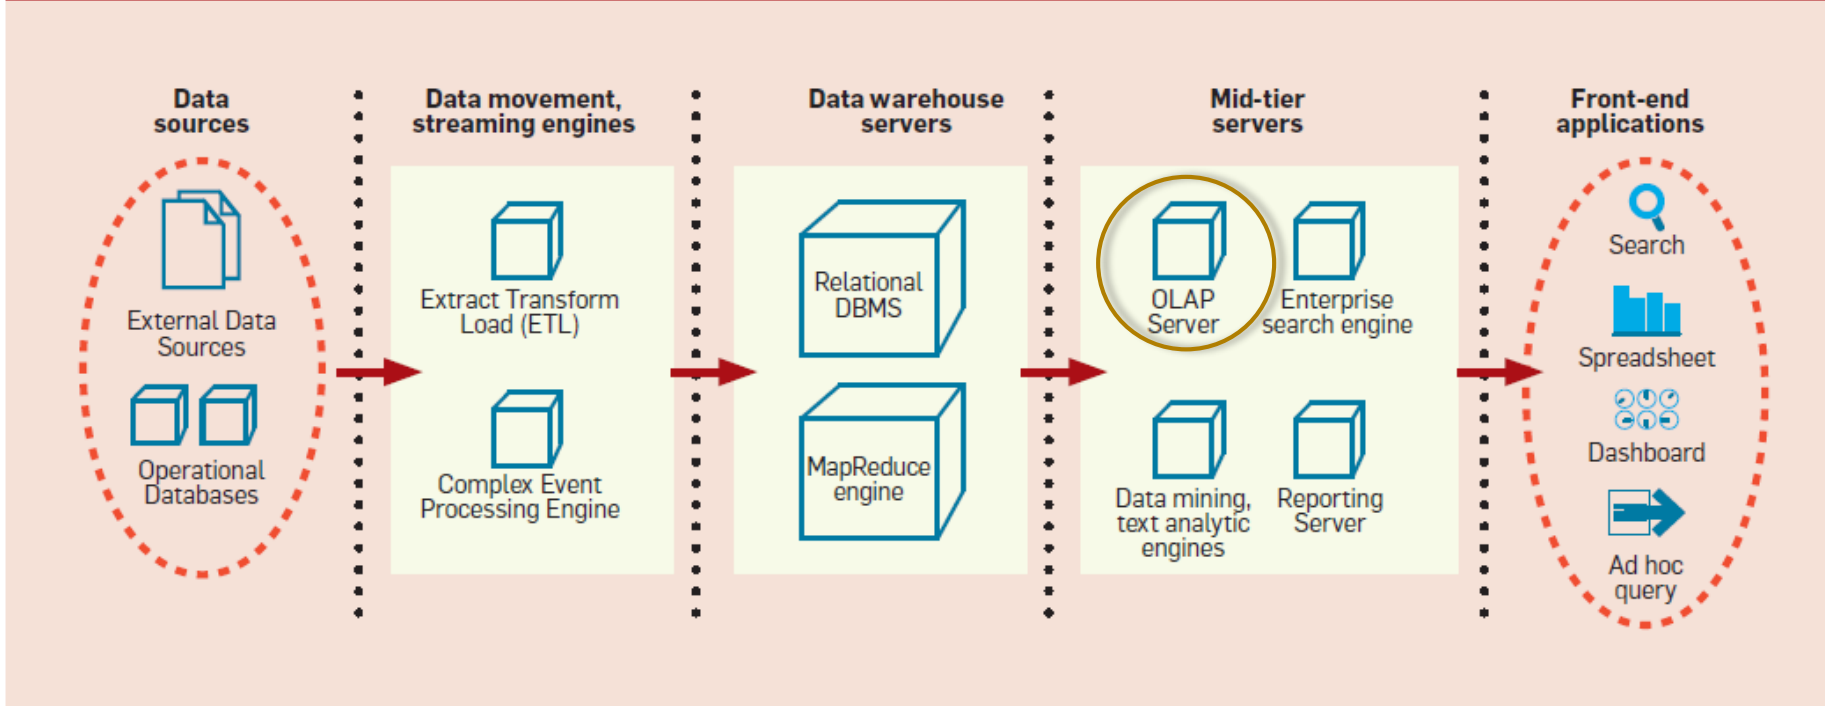 Data
sources
External Data
Sources
Operational
Databases
Data movement,
streaming engines
Extract Transform
Load (ETL)
Complex Event
Processing Engine
Data warehouse
servers
Relational
DBMS
MapReduce
engine
Mid-tier
servers
OLAP
Server
Enterprise
search engine
Data mining,
text analytic
engines
Reporting
Server
Front-end
applications
Search
Spreadsheet
Dashboard
Ad hoc
query